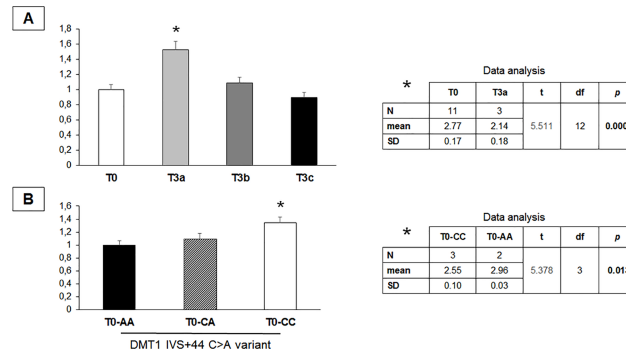 A
1,8
*
1,6
1,4
1,2
1
0,8
0,6
0,4
0,2
0
T0 T3a T3b T3c
Data analysis
*
T0 T3a t df p
N 11 3
mean 2.77 2.14 5.511 12
SD 0.17 0.18
B
1,6
*
1,4
1,2
1
0,8
0,6
0,4
0,2
0
T0-AA T0-CA T0-CC
DMT1 IVS+44 C>A variant
Data analysis
*
T0-CC T0-AA t df p
N 3 2
mean 2.55 2.96 5.378 3
SD 0.10 0.03